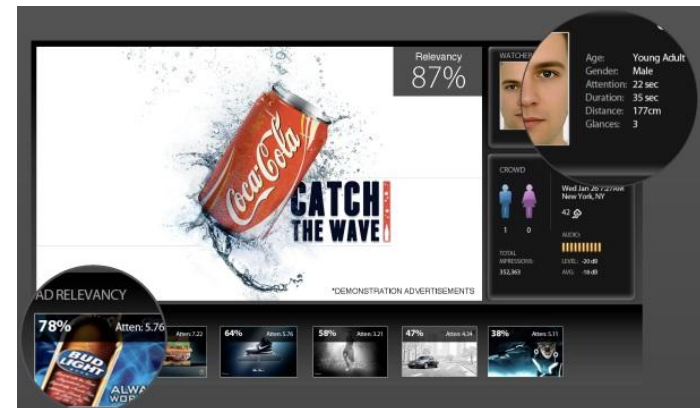 Relevancy
87%
Coca-Cola
CATCH
THE WAVE
*DEMONSTRATION ADVERTISEMENTS
WATCHER
Age: Young Adult
Gender: Male
Attention: 22 sec
Duration: 35 sec
Distance: 177cm
Glances: 3
CROWD
1 0
TOTAL
IMPRESSIONS:
352,363
Wed Jan 26 7:27AM
New York, NY
42
AUDIO:
LEVEL: -20 dB
AVG: -18 dB
AD RELEVANCY
78% Atten: 5.76
BUD
LIGHT
ALWA
WOR
Atten: 7.22
64% Atten: 5.76
58% Atten: 3.21
47% Atten: 4.34
38% Atten: 5.11